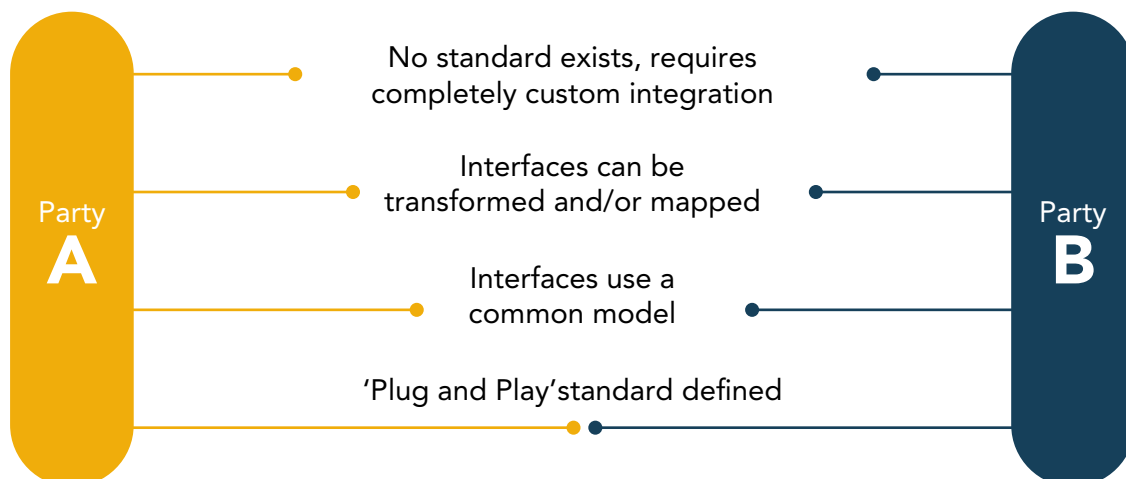 No standard exists, requires
completely custom integration
Interfaces can be
transformed and/or mapped
Party
A
Party
B
Interfaces use a
common model
‘Plug and Play’standard defined